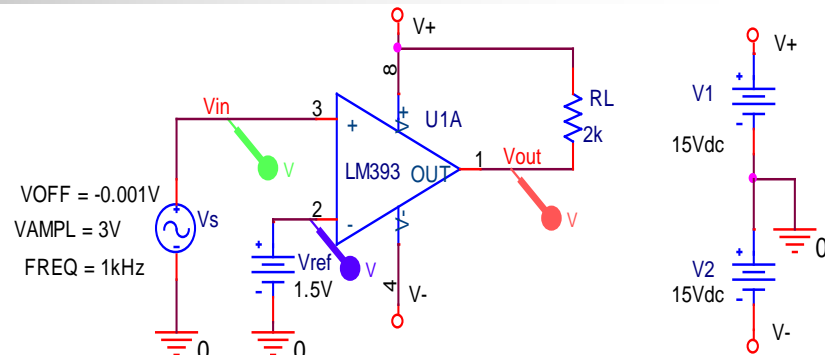 V+
V+
8
V+
U1A
RL
2k
Vin
3
+
LM393
OUT
1
Vout
V
V
VOFF = -0.001V
VAMPL = 3V
FREQ = 1kHz
Vs
+
-
2
-
V-
+
-
Vref
1.5V
V
4
V-
0
0
V1
+
-
15Vdc
0
V2
+
-
15Vdc
V-